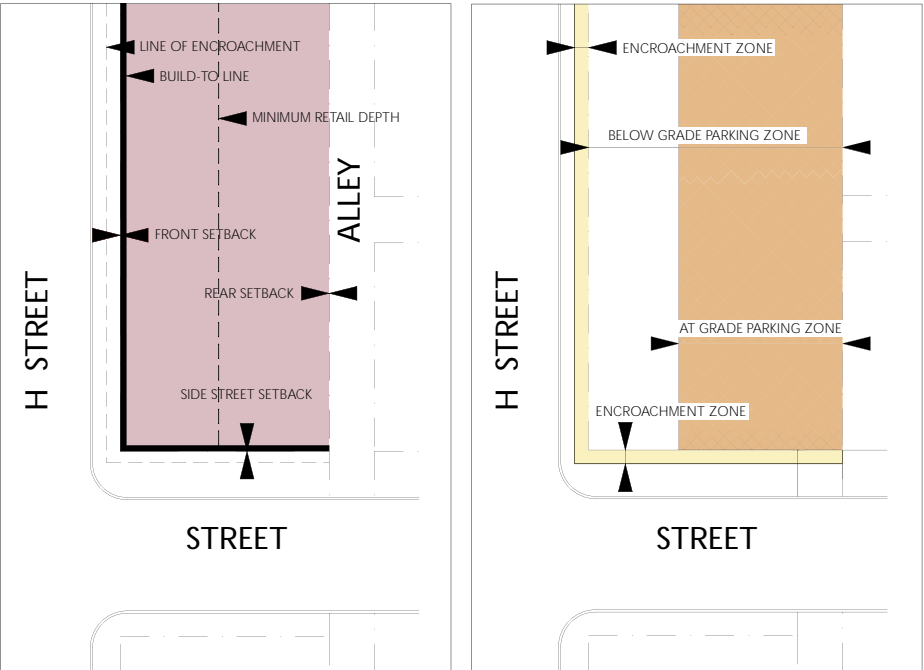 LINE OF ENCROACHMENT
BUILD-TO LINE
MINIMUM RETAIL DEPTH
ALLEY
FRONT SETBACK
REAR SETBACK
H STREET
SIDE STREET SETBACK
STREET
ENCROACHMENT ZONE
BELOW GRADE PARKING ZONE
H STREET
AT GRADE PARKING ZONE
ENCROACHMENT ZONE
STREET